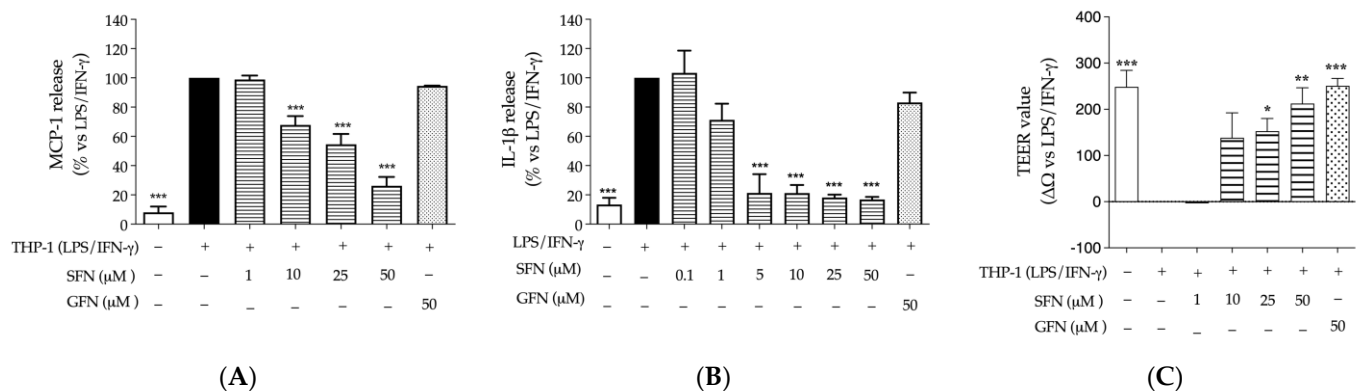 MCP-1 release
(% vs LPS/IFN-γ)
140
120
100
80
60
40
20
0
***
***
***
***
THP-1 (LPS/IFN-γ) – + + + + + +
SFN (μM) – – 1 10 25 50 –
GFN (μM) – – – – – – 50
(A)
IL-1β release
(% vs LPS/IFN-γ)
140
120
100
80
60
40
20
0
***
***
***
***
***
LPS/IFN-γ – + + + + + + + +
SFN (μM) – – 0.1 1 5 10 25 50 –
GFN (μM) – – – – – – – – 50
(B)
TEER value
(ΔΔΩ vs LPS/IFN-γ)
400
300
200
100
0
-100
***
*
**
***
THP-1 (LPS/IFN-γ) – + + + + + +
SFN (μM) – – 1 10 25 50 –
GFN (μM) – – – – – – 50
(C)